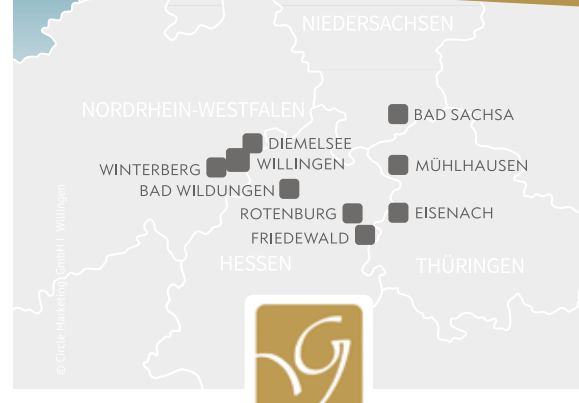 NIEDERSACHSEN
NORDRHEIN-WESTFALEN
BAD SACHSA
DIEMELSEE
WILLINGEN
WINTERBERG
MÜHLHAUSEN
BAD WILDUNGEN
ROTENBURG
EISENACH
FRIEDEWALD
HESSEN
THÜRINGEN
© Circle Marketing GmbH | Willingen